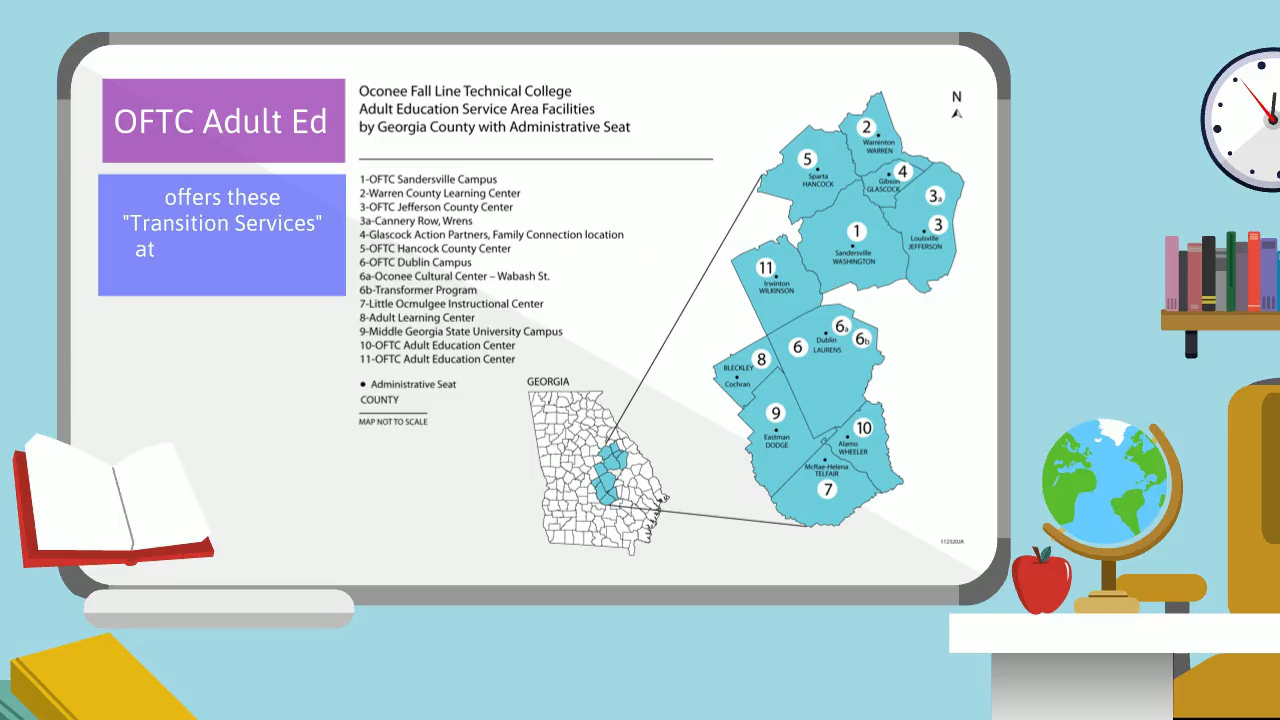 OFTC Adult Ed
offers these
"Transition Services"
at
Oconee Fall Line Technical College
Adult Education Service Area Facilities
by Georgia County with Administrative Seat
1-OFTC Sandersville Campus
2-Warren County Learning Center
3-OFTC Jefferson County Center
3a-Cannery Row, Wrens
4-Glascock Action Partners, Family Connection location
5-OFTC Hancock County Center
6-OFTC Dublin Campus
6a-Oconee Cultural Center – Wabash St.
6b-Transformer Program
7-Little Ocmulgee Instructional Center
8-Adult Learning Center
9-Middle Georgia State University Campus
10-OFTC Adult Education Center
11-OFTC Adult Education Center
Administrative Seat
COUNTY
MAP NOT TO SCALE
GEORGIA
N
2
Warrenton
WARREN
5
Sparta
HANCOCK
4
Gibson
GLASCOCK
3a
3
Louisville
JEFFERSON
1
Sandersville
WASHINGTON
11
Irwinton
WILKINSON
6a
6b
6
Dublin
LAURENS
8
BLECKLEY
Cochran
9
Eastman
DODGE
10
Alamo
WHEELER
McRae-Helena
TELFAIR
7
112320JA